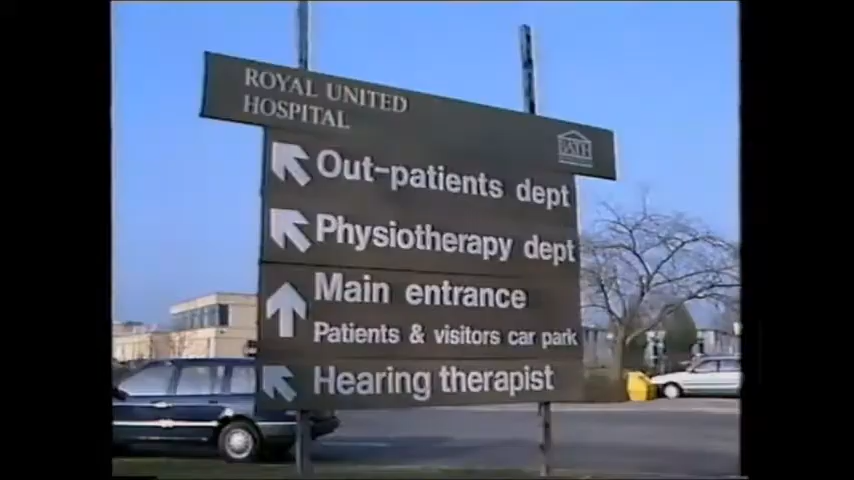 ROYAL UNITED
HOSPITAL
BATH
Out-patients dept
Physiotherapy dept
Main entrance
Patients & visitors car park
Hearing therapist